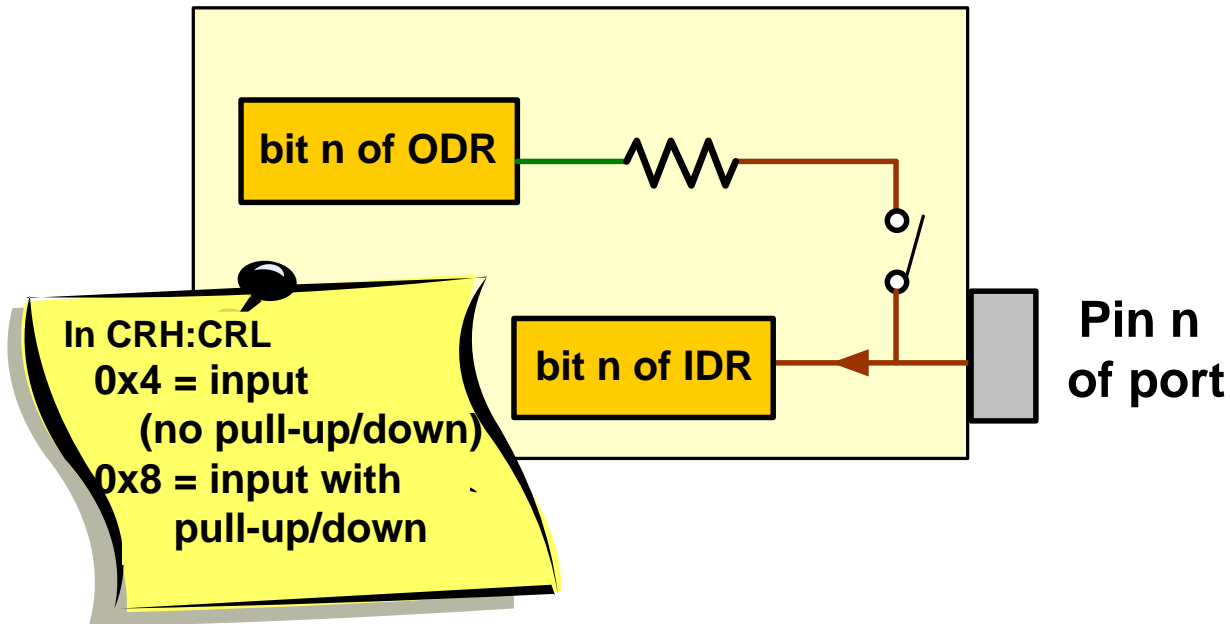 bit n of ODR
bit n of IDR
Pin n
of port
In CRH:CRL
0x4 = input
(no pull-up/down)
0x8 = input with
pull-up/down